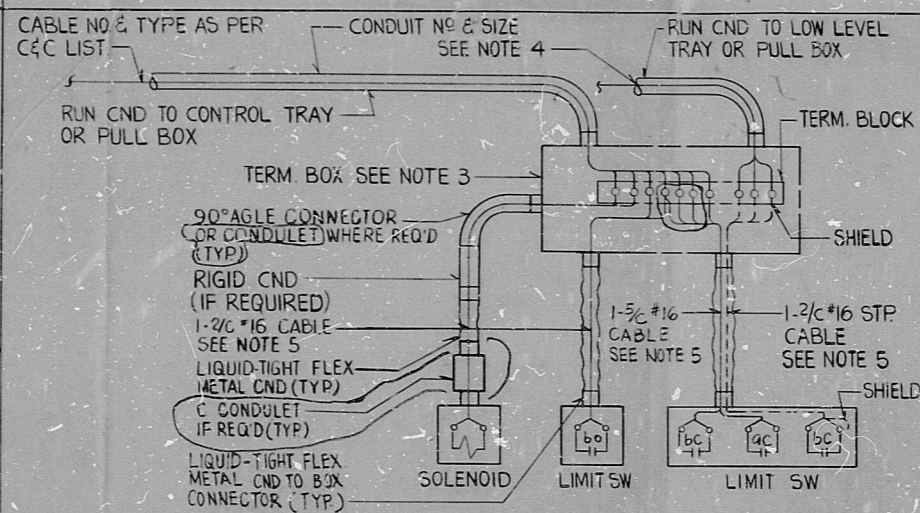 CABLE NO. & TYPE AS PER
C&C LIST
CONDUIT Nº & SIZE
SEE NOTE 4
RUN CND TO LOW LEVEL
TRAY OR PULL BOX
RUN CND TO CONTROL TRAY
OR PULL BOX
TERM. BLOCK
TERM. BOX SEE NOTE 3
90° AGLE CONNECTOR
OR CONDULET WHERE REQ'D
(TYP)
SHIELD
RIGID CND
(IF REQUIRED)
1-2/C #16 CABLE
SEE NOTE 5
1-5/C #16
CABLE
SEE NOTE 5
1-2/C #16 STP.
CABLE
SEE NOTE 5
LIQUID-TIGHT FLEX
METAL CND (TYP.)
C CONDULET
IF REQ'D (TYP.)
SHIELD
bo
bc
ac
bc
LIQUID-TIGHT FLEX
METAL CND TO BOX
CONNECTOR (TYP.)
SOLENOID
LIMIT SW
LIMIT SW